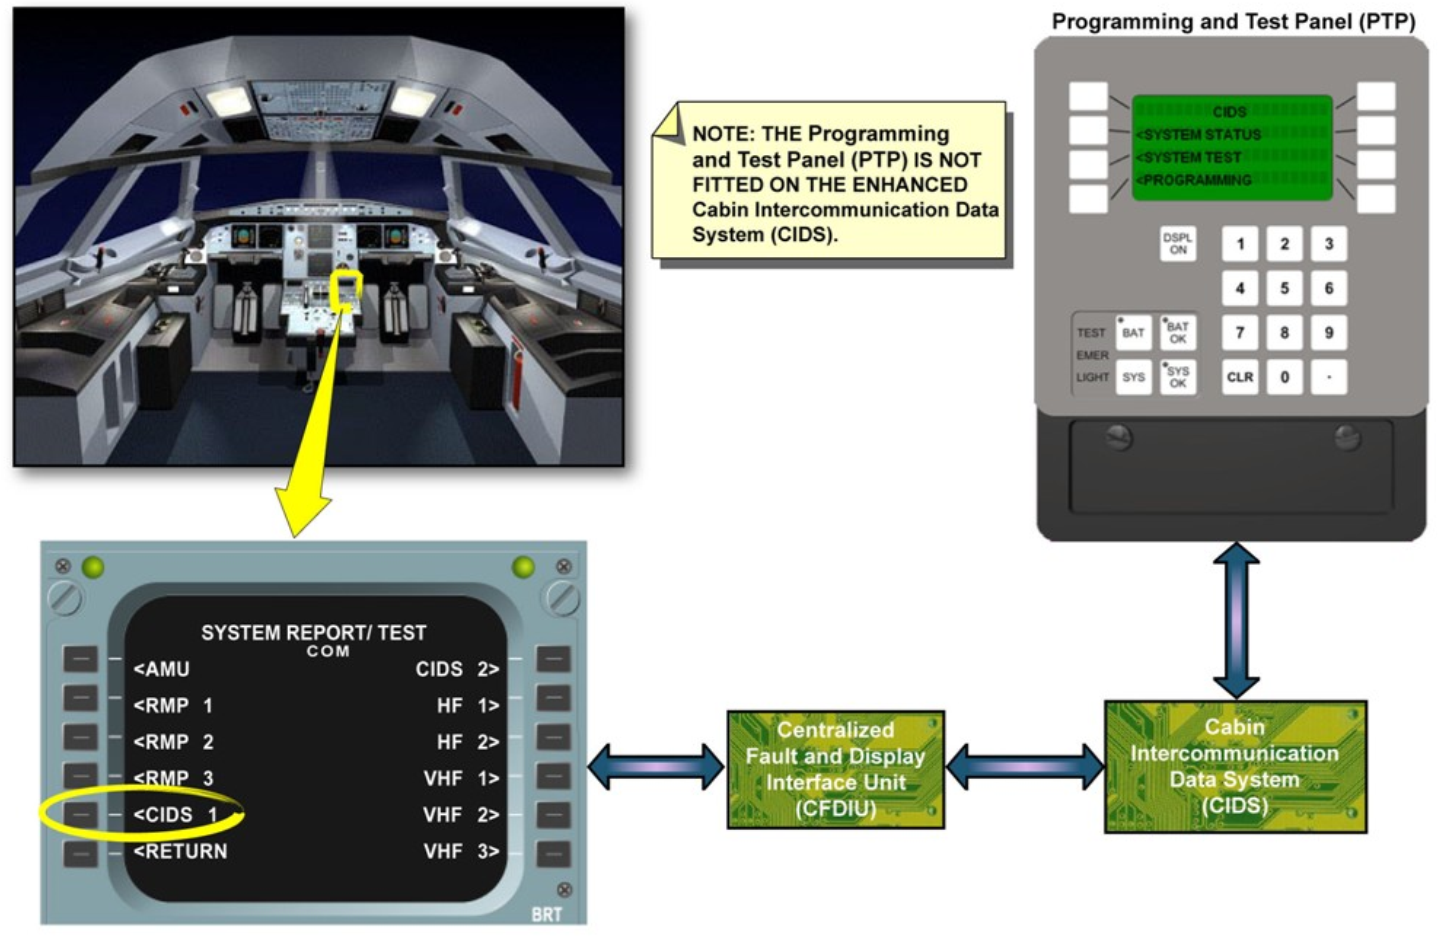 Programming and Test Panel (PTP)
NOTE: THE Programming
and Test Panel (PTP) IS NOT
FITTED ON THE ENHANCED
Cabin Intercommunication Data
System (CIDS).
CIDS
<SYSTEM STATUS
<SYSTEM TEST
<PROGRAMMING
DSPL
ON
1 2 3
4 5 6
7 8 9
CLR 0 .
TEST
EMER
LIGHT
BAT
BAT
OK
SYS
SYS
OK
SYSTEM REPORT/ TEST
COM
<AMU CIDS 2>
<RMP 1 HF 1>
<RMP 2 HF 2>
<RMP 3 VHF 1>
<CIDS 1 VHF 2>
<RETURN VHF 3>
BRT
Centralized
Fault and Display
Interface Unit
(CFDIU)
Cabin
Intercommunication
Data System
(CIDS)